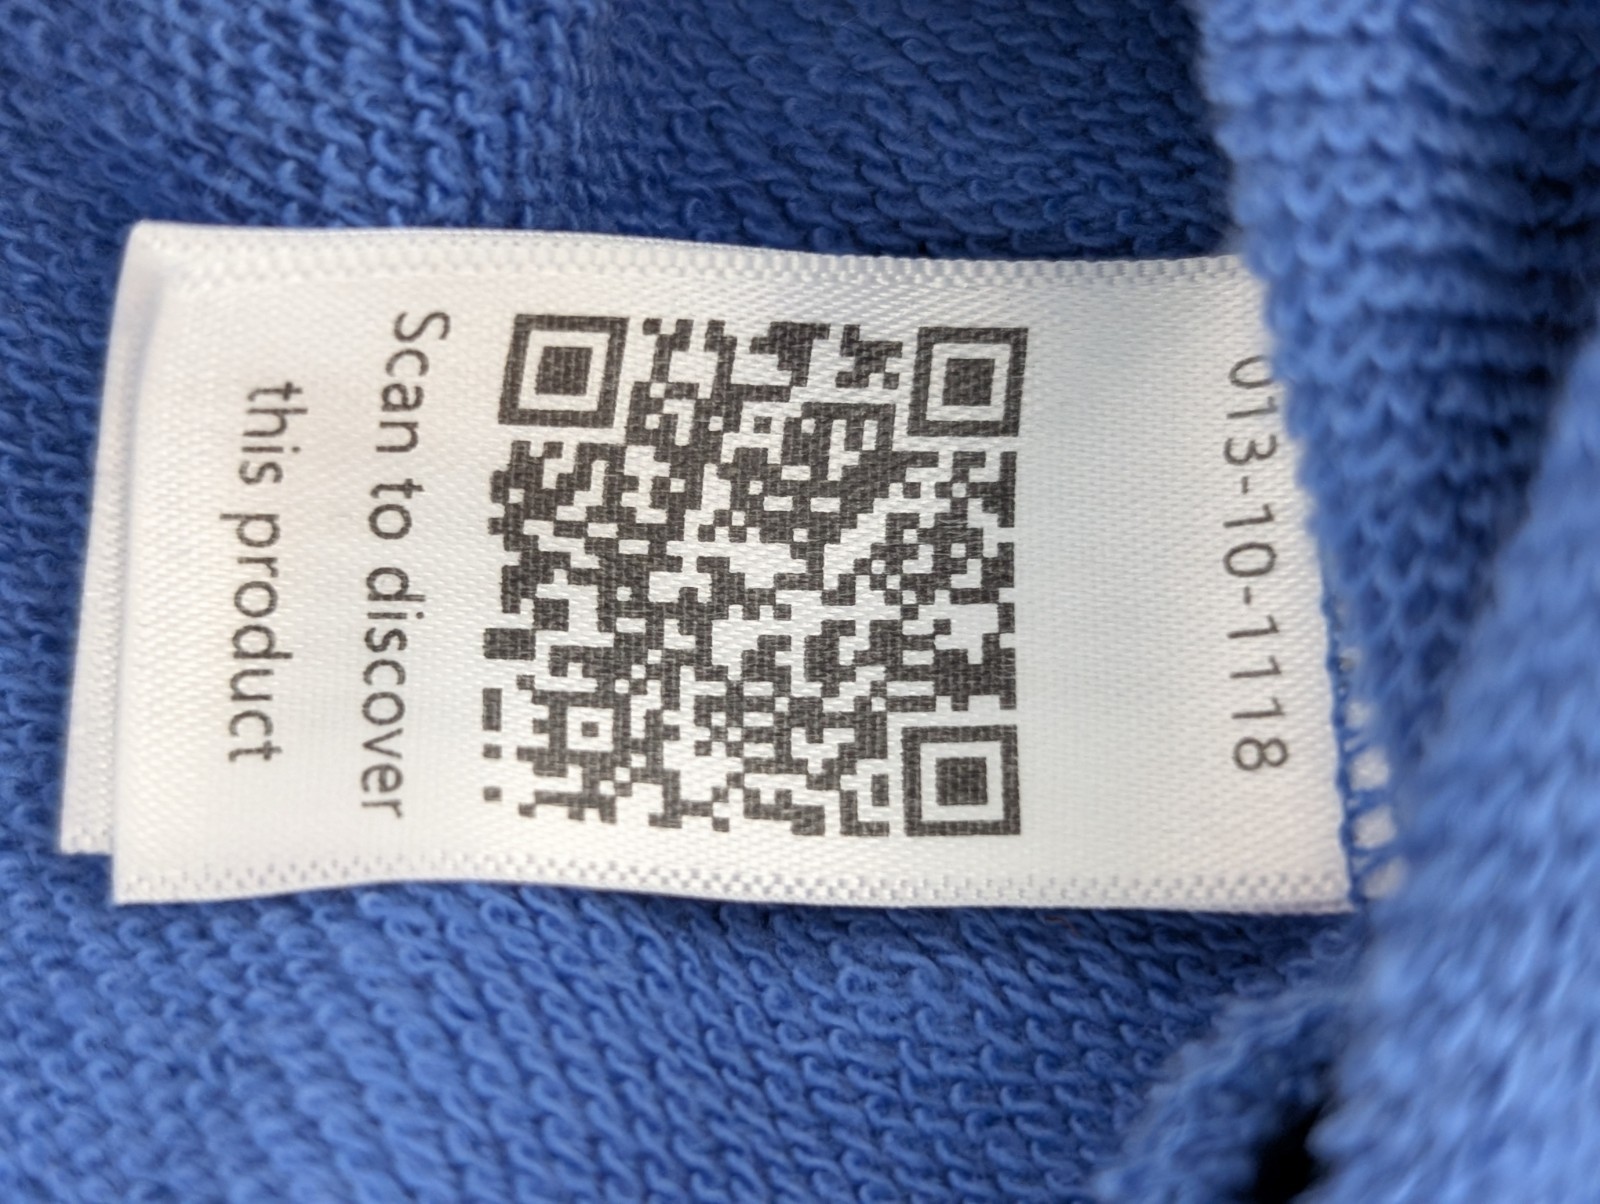 013-10-1118
Scan to discover
this product